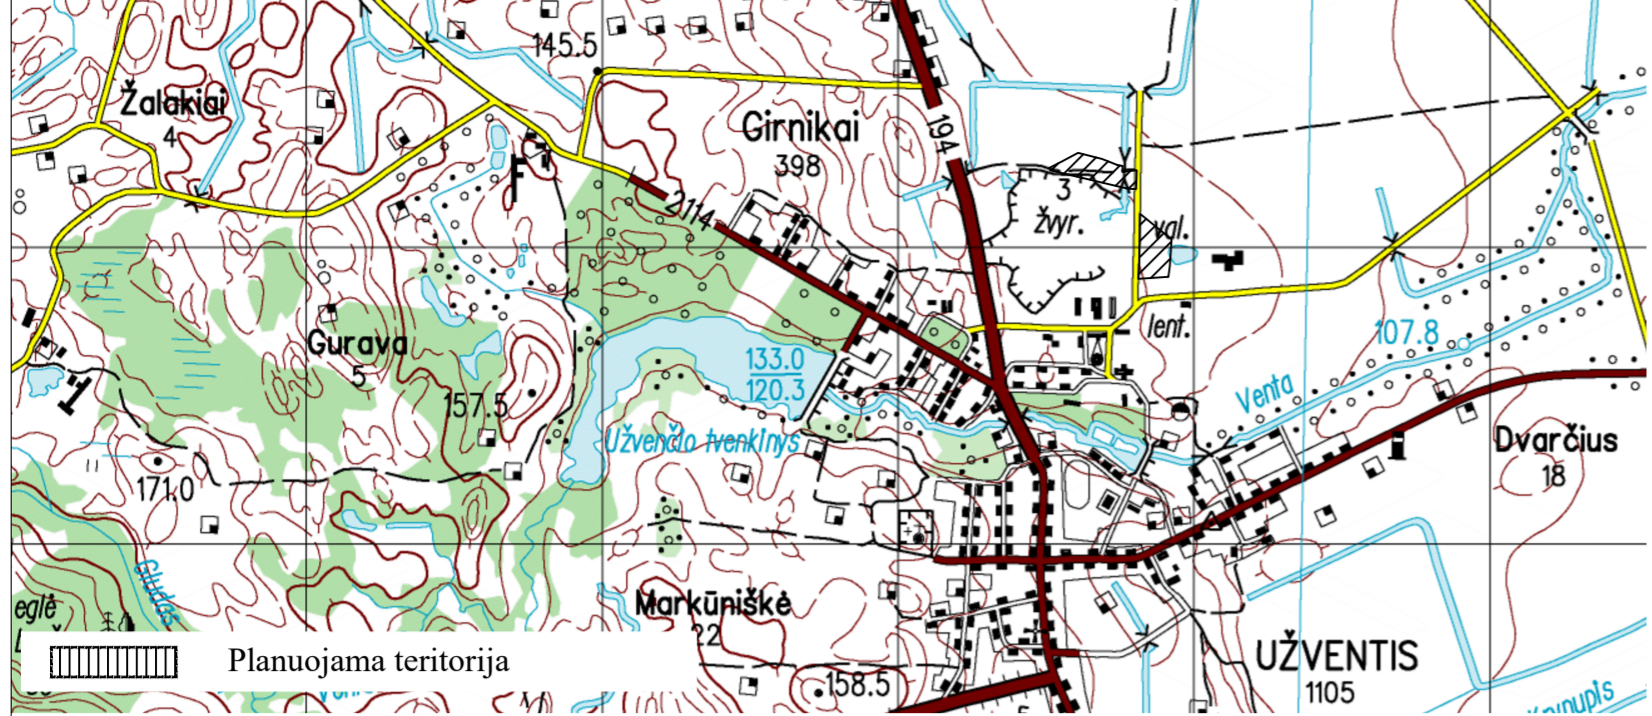 145.5
Žalakiai
4
Girnikai
398
194
2114
3
žvyr.
val.
lent.
Gurava
5
157.5
133.0
120.3
Užvenčio tvenkinys
107.8
Venta
Dvarčius
18
171.0
Gludas
eglė
Markūniškė
22
158.5
UŽVENTIS
1105
Planuojama teritorija